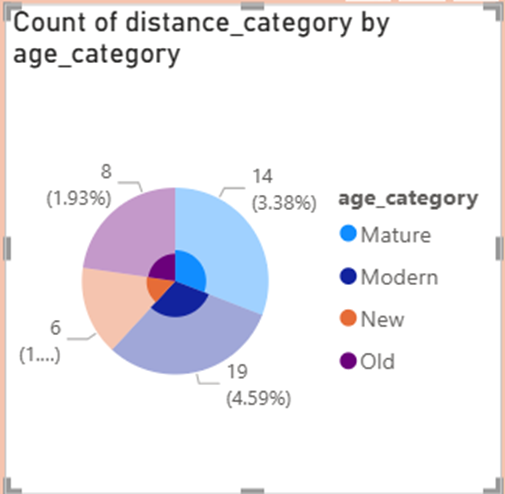 Count of distance_category by
age_category
8
(1.93%)
14
(3.38%)
age_category
Mature
Modern
New
Old
6
(1....)
19
(4.59%)